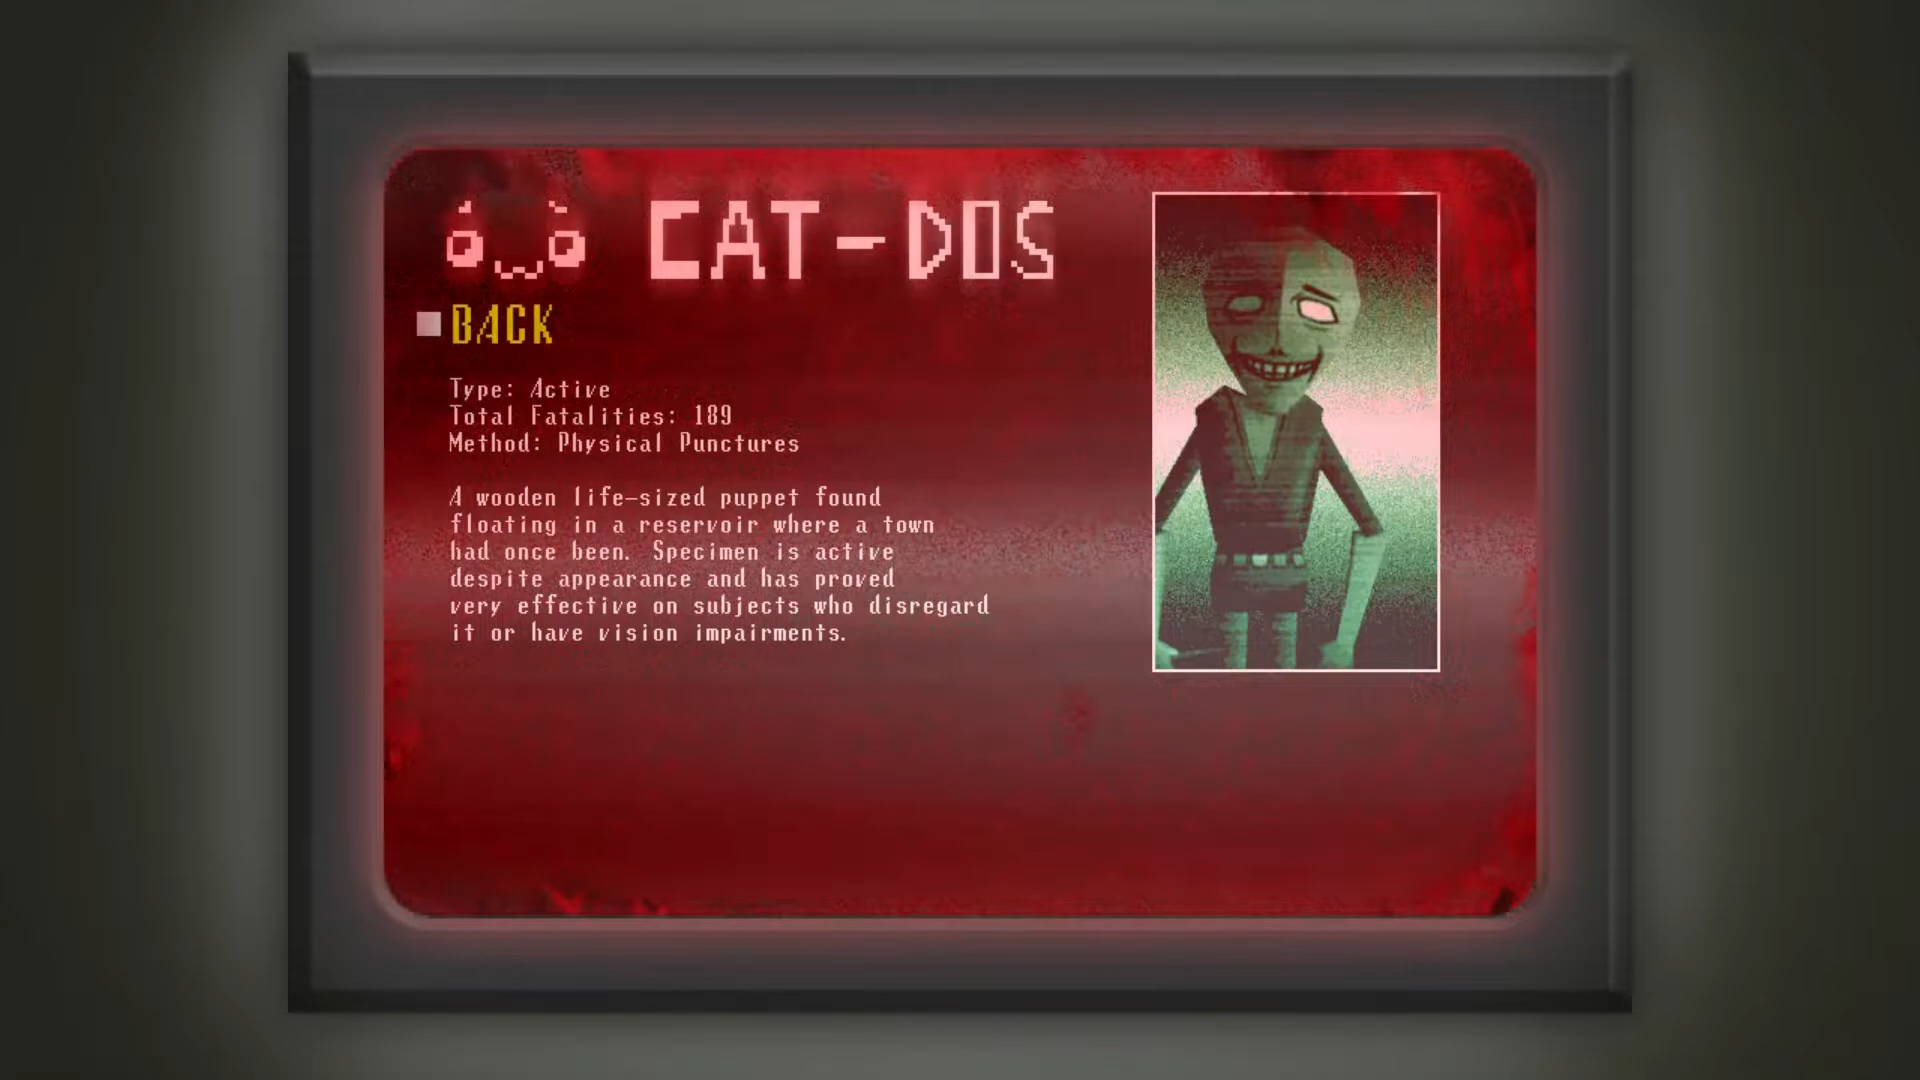 CAT-DOS
BACK
Type: Active
Total Fatalities: 189
Method: Physical Punctures
A wooden life-sized puppet found
floating in a reservoir where a town
had once been. Specimen is active
despite appearance and has proved
very effective on subjects who disregard
it or have vision impairments.